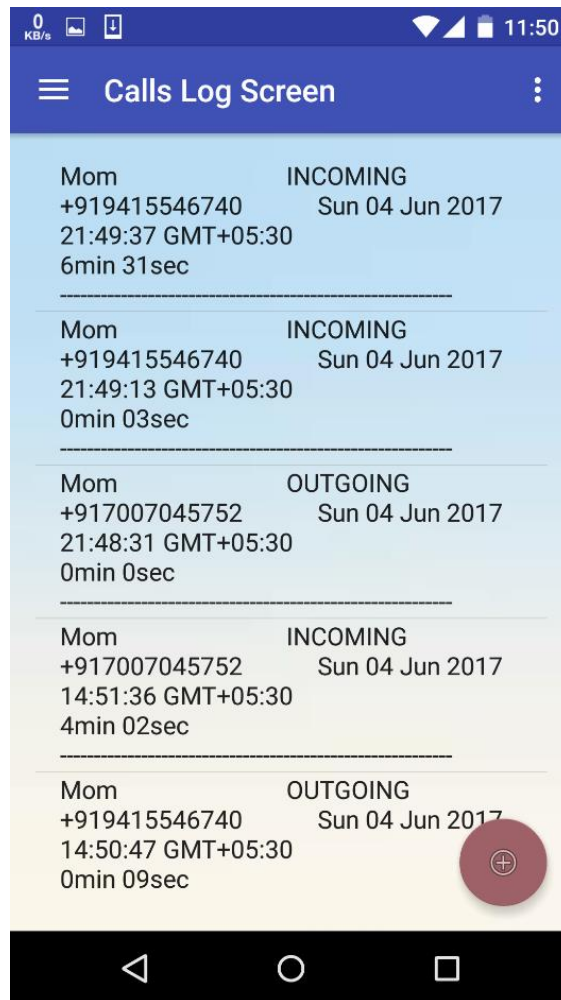 0
KB/s
11:50
Calls Log Screen
Mom INCOMING
+919415546740 Sun 04 Jun 2017
21:49:37 GMT+05:30
6min 31sec
----------------------------------------------------------
Mom INCOMING
+919415546740 Sun 04 Jun 2017
21:49:13 GMT+05:30
0min 03sec
----------------------------------------------------------
Mom OUTGOING
+917007045752 Sun 04 Jun 2017
21:48:31 GMT+05:30
0min 0sec
----------------------------------------------------------
Mom INCOMING
+917007045752 Sun 04 Jun 2017
14:51:36 GMT+05:30
4min 02sec
----------------------------------------------------------
Mom OUTGOING
+919415546740 Sun 04 Jun 2017
14:50:47 GMT+05:30
0min 09sec